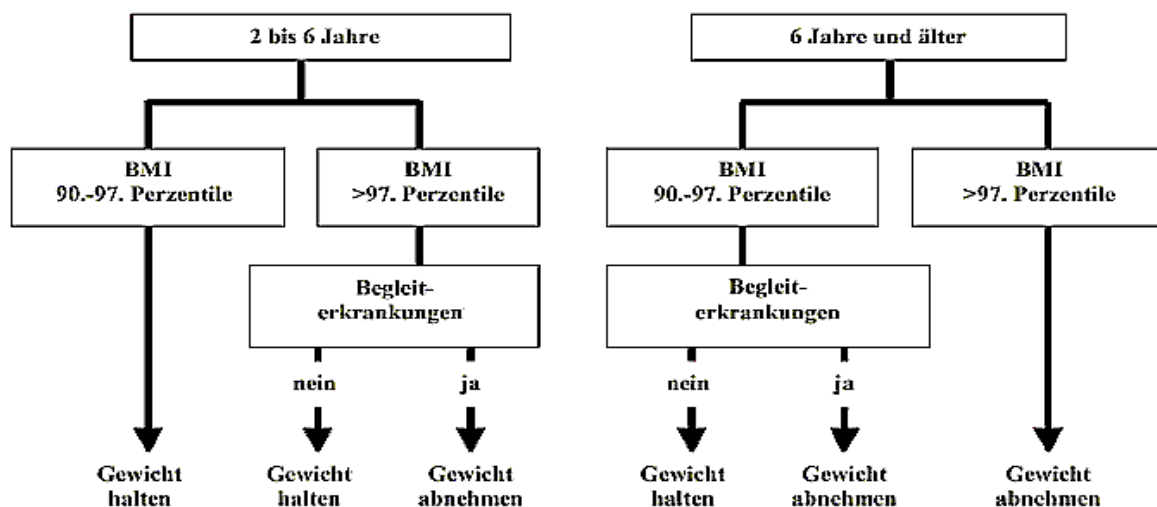 2 bis 6 Jahre
6 Jahre und älter
BMI
90.-97. Perzentile
BMI
>97. Perzentile
BMI
90.-97. Perzentile
BMI
>97. Perzentile
Begleit-
erkrankungen
Begleit-
erkrankungen
nein
ja
nein
ja
Gewicht
halten
Gewicht
halten
Gewicht
abnehmen
Gewicht
halten
Gewicht
abnehmen
Gewicht
abnehmen